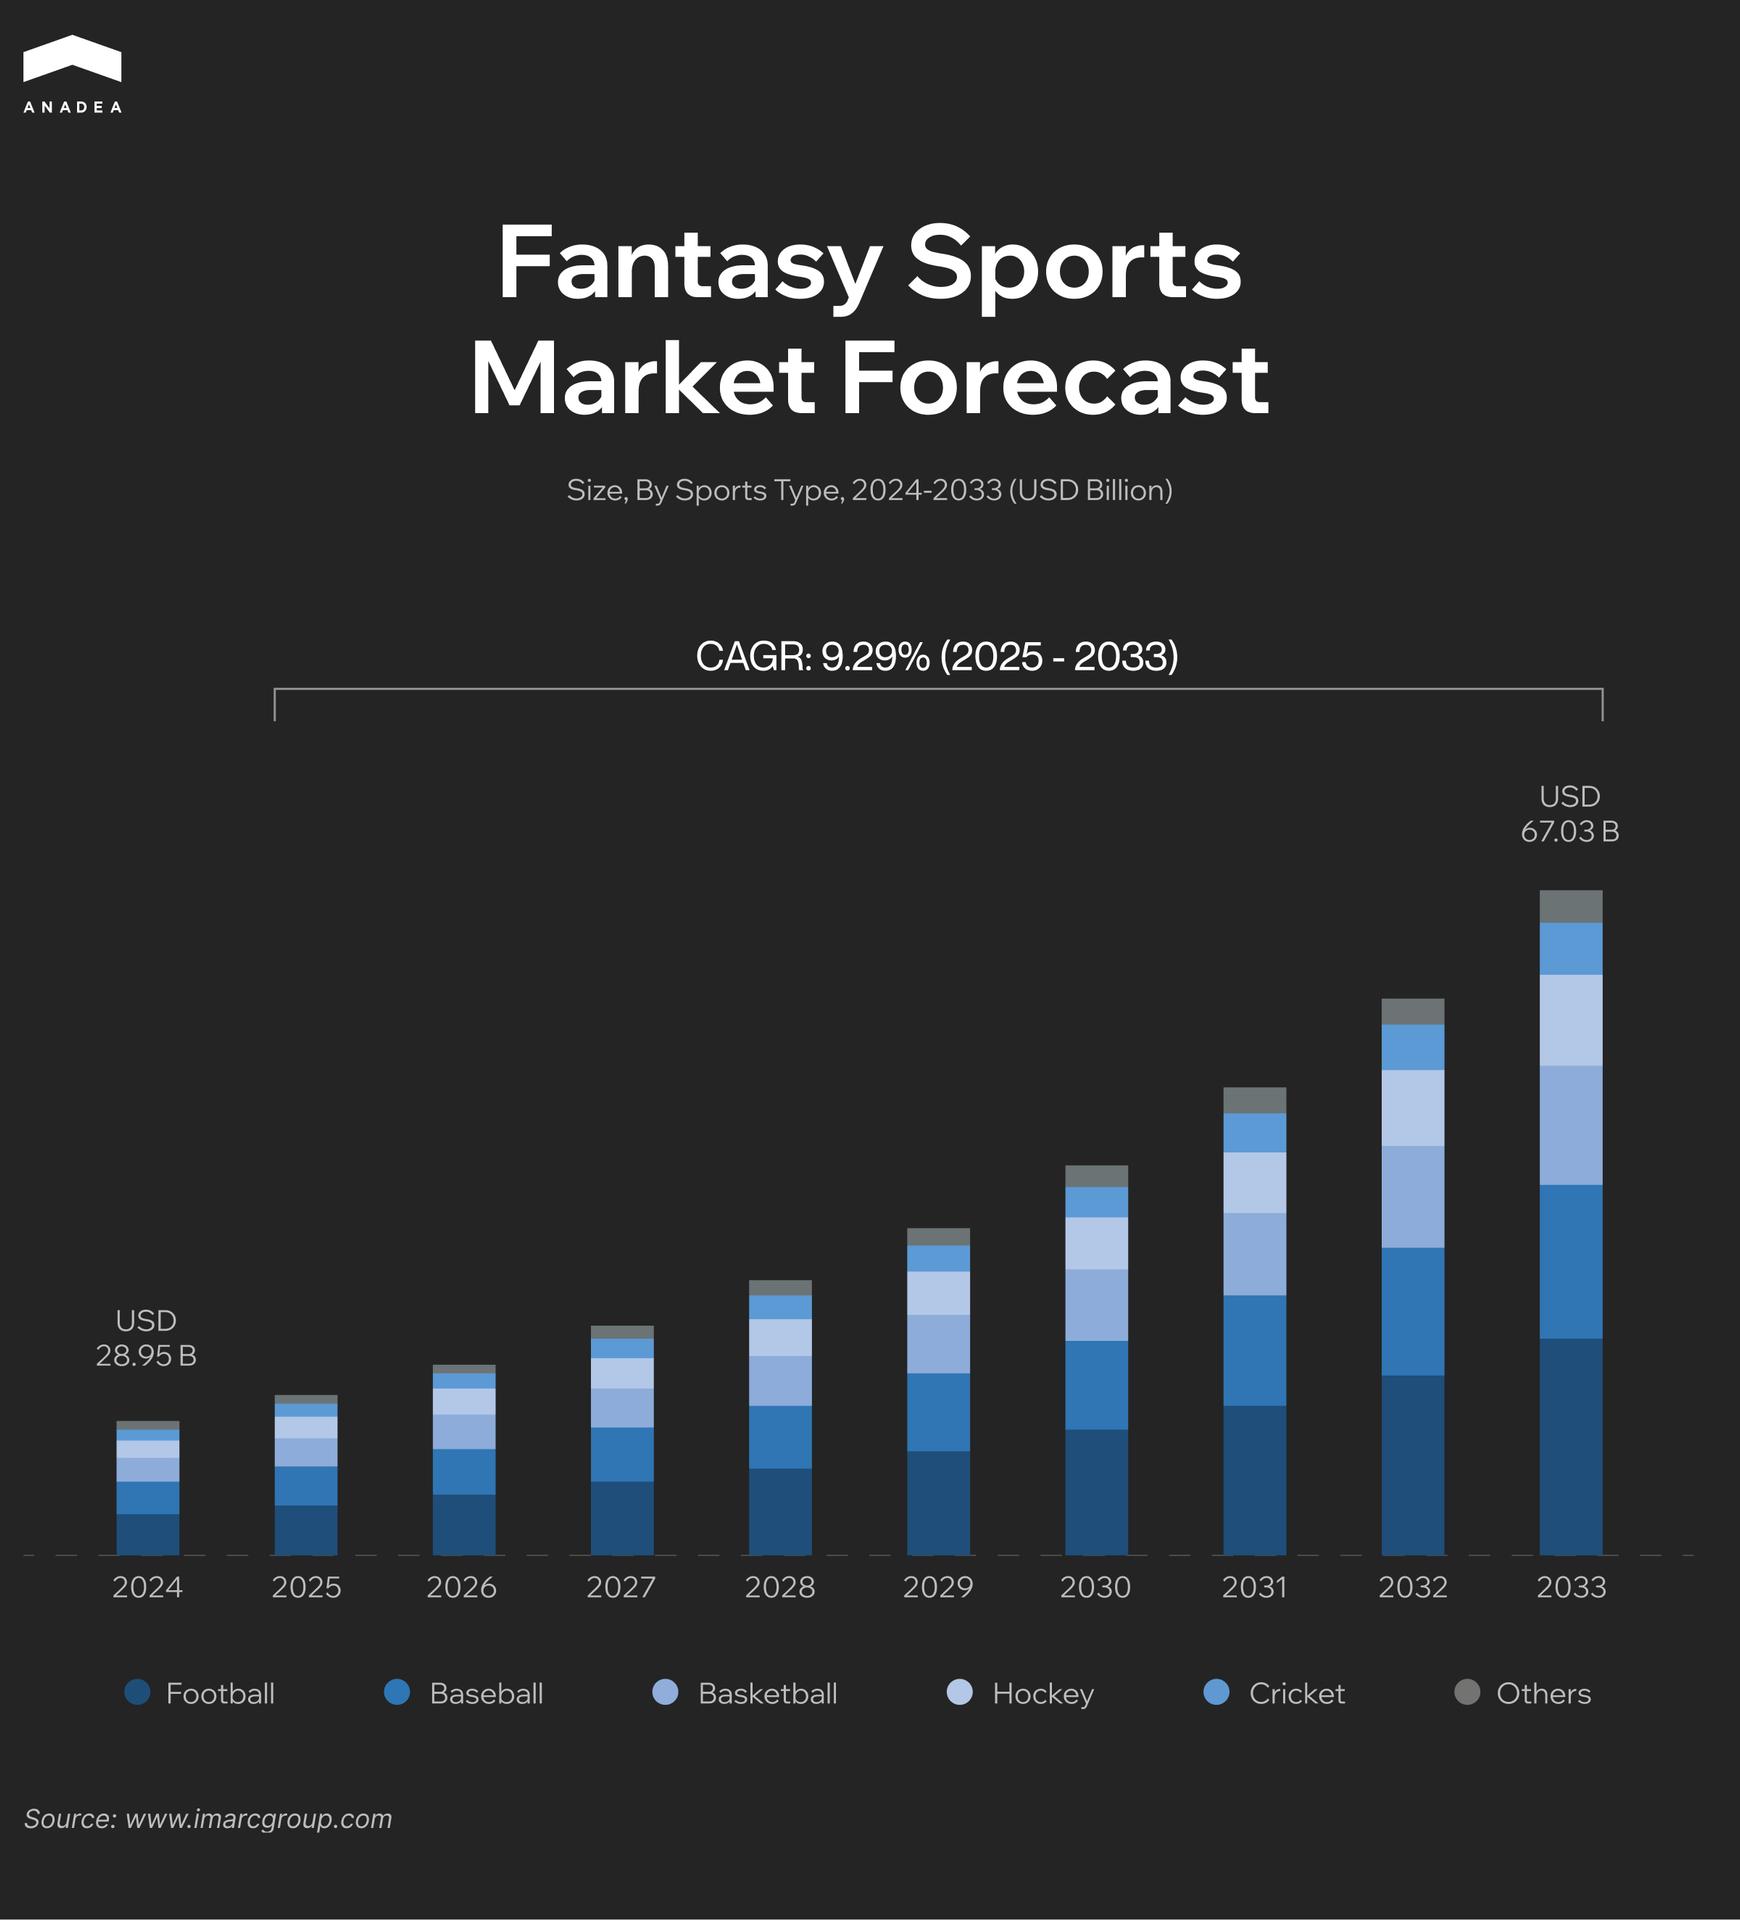 ANADEA
Fantasy Sports
Market Forecast
Size, By Sports Type, 2024-2033 (USD Billion)
CAGR: 9.29% (2025 - 2033)
USD
67.03 B
USD
28.95 B
2024 2025 2026 2027 2028 2029 2030 2031 2032 2033
Football Baseball Basketball Hockey Cricket Others
Source: www.imarcgroup.com